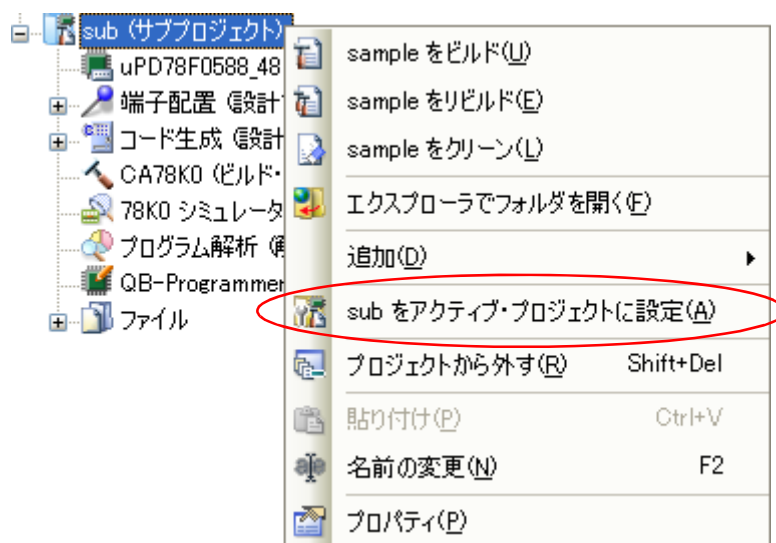 sub (サブプロジェクト)
uPD78F0588_48
端子配置 (設計
コード生成 (設計
CA78K0 (ビルド・
78K0 シミュレータ
プログラム解析 (解
QB-Programmer
ファイル
sample をビルド(U)
sample をリビルド(E)
sample をクリーン(L)
エクスプローラでフォルダを開く(F)
追加(D)
sub をアクティブ・プロジェクトに設定(A)
プロジェクトから外す(R) Shift+Del
貼り付け(P) Ctrl+V
名前の変更(N) F2
プロパティ(P)